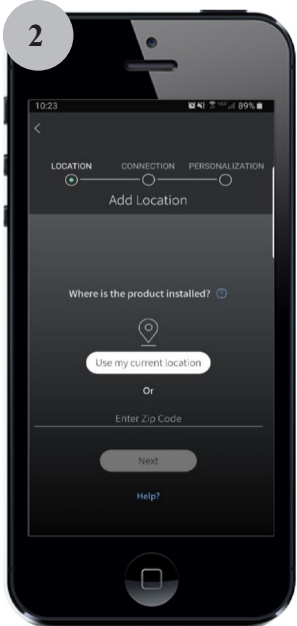 2
10:23 89%
LOCATION CONNECTION PERSONALIZATION
Add Location
Where is the product installed? ?
Use my current location
Or
Enter Zip Code
Next
Help?